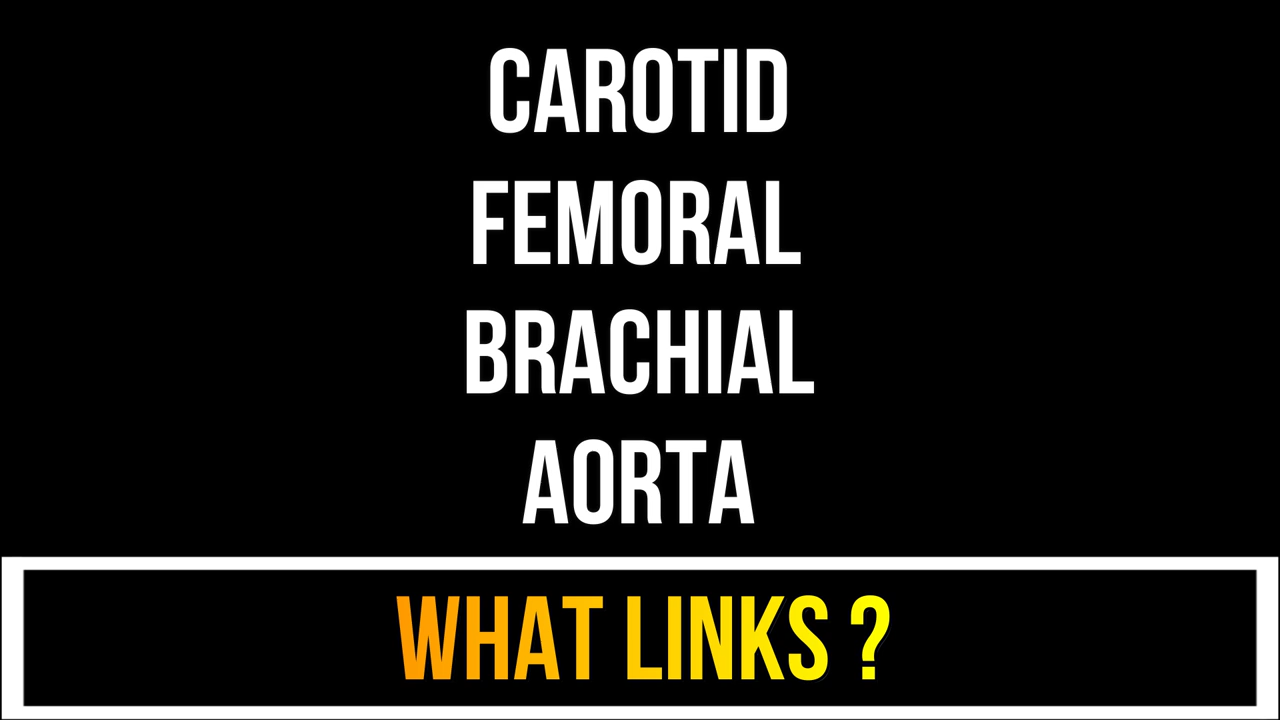 CAROTID
FEMORAL
BRACHIAL
AORTA
WHAT LINKS ?